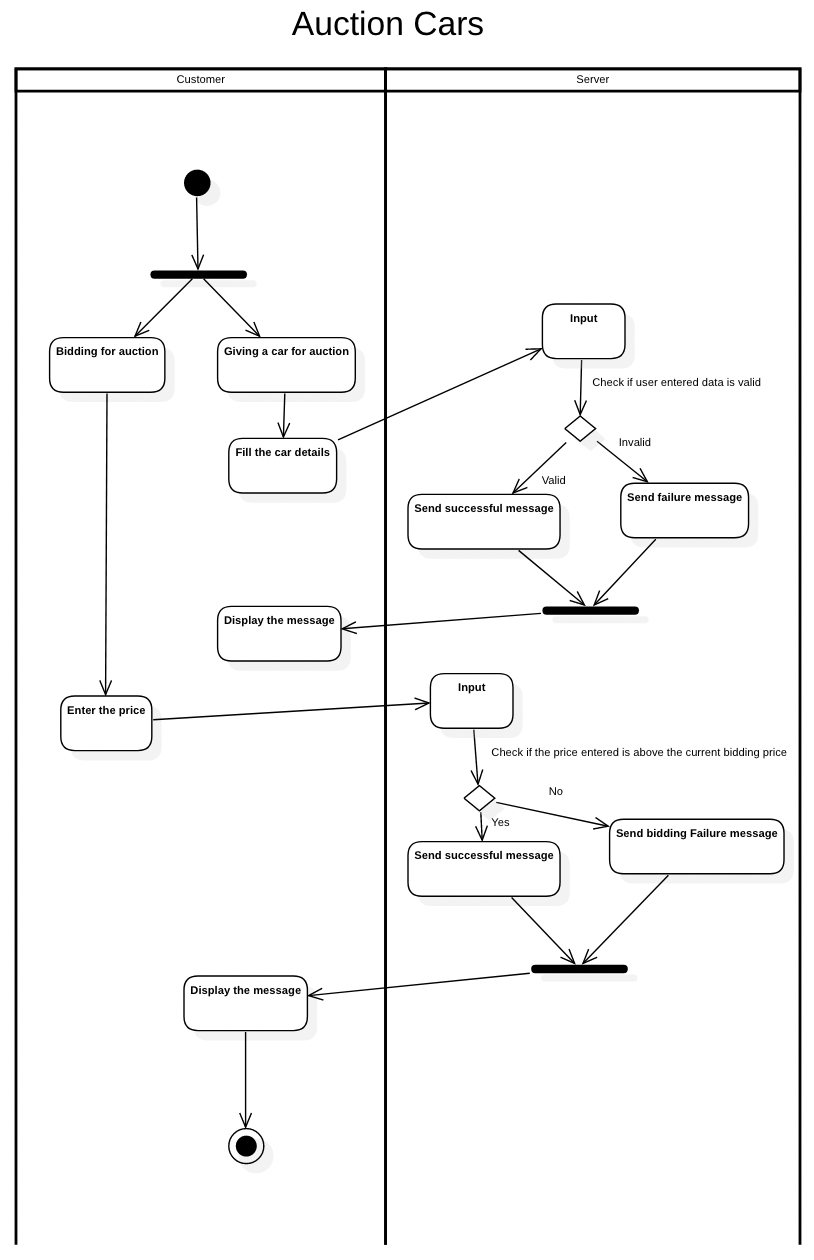 Auction Cars
Customer
Server
Input
Bidding for auction
Giving a car for auction
Check if user entered data is valid
Invalid
Fill the car details
Valid
Send failure message
Send successful message
Display the message
Input
Enter the price
Check if the price entered is above the current bidding price
No
Yes
Send bidding Failure message
Send successful message
Display the message